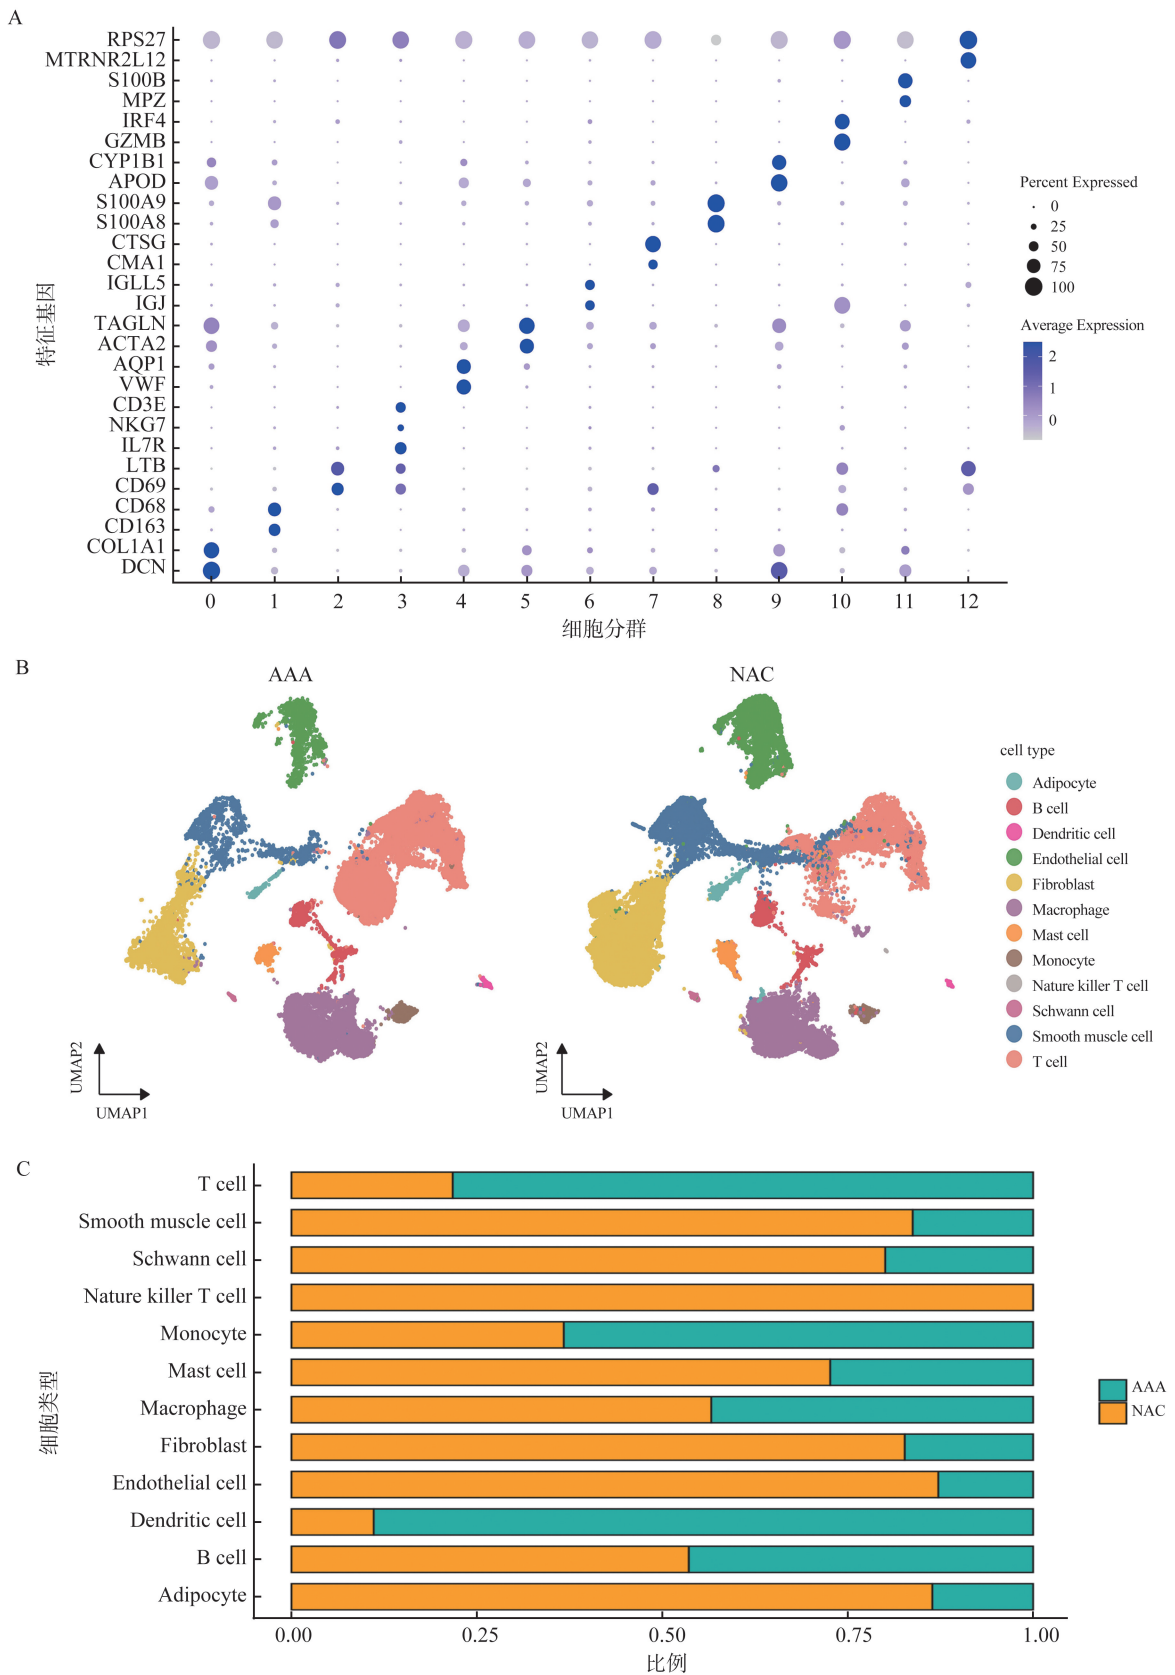 A
RPS27
MTRNR2L12
S100B
MPZ
IRF4
GZMB
CYP1B1
APOD
S100A9
S100A8
CTSG
CMA1
IGLL5
IGJ
TAGLN
ACTA2
AQP1
VWF
CD3E
NKG7
IL7R
LTB
CD69
CD68
CD163
COL1A1
DCN
特征基因
0 1 2 3 4 5 6 7 8 9 10 11 12
细胞分群
Percent Expressed
0
25
50
75
100
Average Expression
2
1
0
B
AAA
NAC
UMAP2
UMAP1
UMAP2
UMAP1
cell type
Adipocyte
B cell
Dendritic cell
Endothelial cell
Fibroblast
Macrophage
Mast cell
Monocyte
Nature killer T cell
Schwann cell
Smooth muscle cell
T cell
C
T cell
Smooth muscle cell
Schwann cell
Nature killer T cell
Monocyte
Mast cell
Macrophage
Fibroblast
Endothelial cell
Dendritic cell
B cell
Adipocyte
细胞类型
0.00 0.25 0.50 0.75 1.00
比例
AAA
NAC